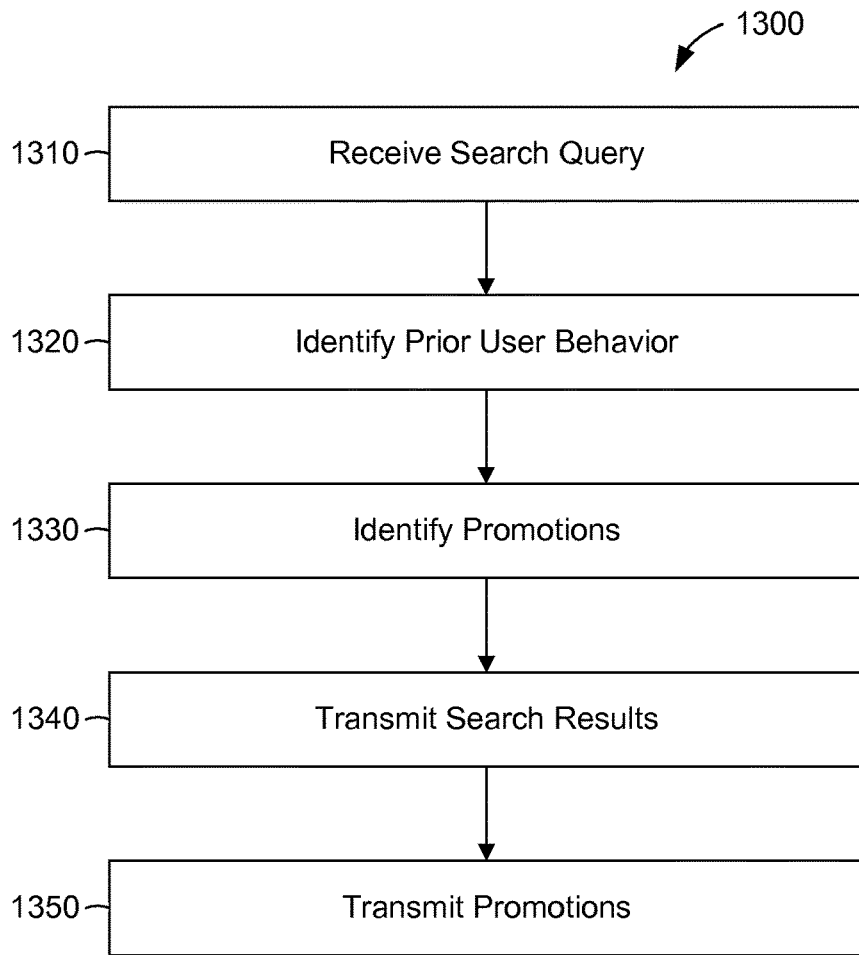 1300
1310 Receive Search Query
1320 Identify Prior User Behavior
1330 Identify Promotions
1340 Transmit Search Results
1350 Transmit Promotions